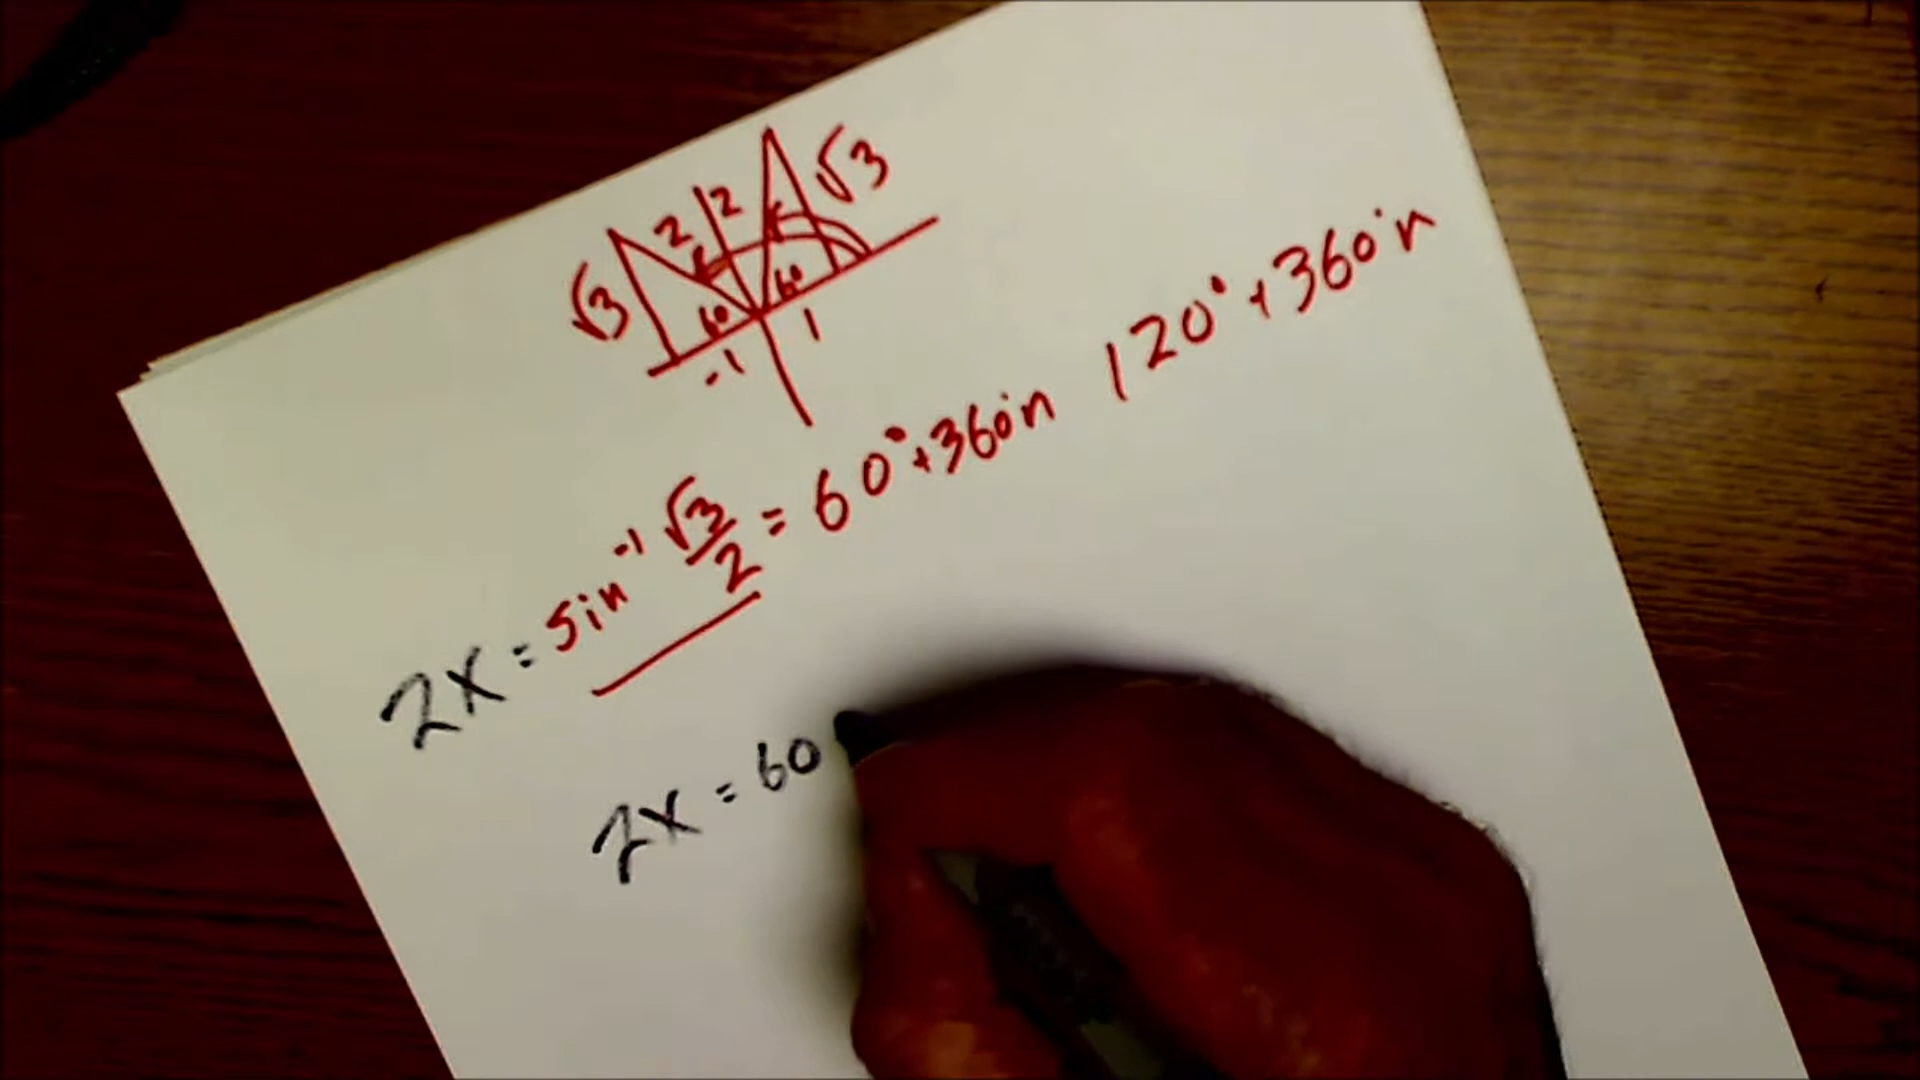 2 2 √3
√3 60 60
-1 1
2x = sin⁻¹ √3/2 = 60°+360°n 120°+360°n
2x = 60